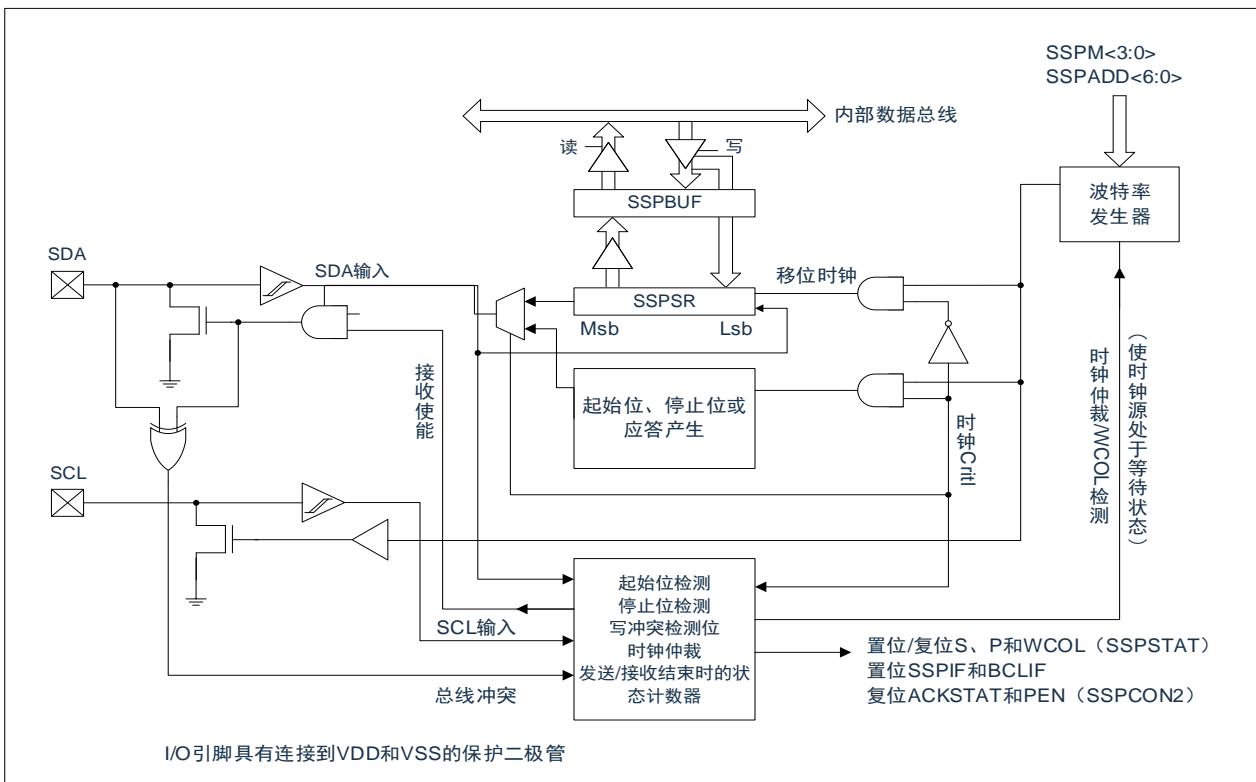 SSPM<3:0>
SSPADD<6:0>
内部数据总线
读
写
SSPBUF
波特率
发生器
SDA
SDA输入
移位时钟
SSPSR
Msb
Lsb
接收使能
起始位、停止位或
应答产生
时钟Critl
时钟仲裁/WCOL检测
（使时钟源处于等待状态）
SCL
起始位检测
停止位检测
写冲突检测位
时钟仲裁
发送/接收结束时的状
态计数器
SCL输入
总线冲突
置位/复位S、P和WCOL（SSPSTAT）
置位SSPIF和BCLIF
复位ACKSTAT和PEN（SSPCON2）
I/O引脚具有连接到VDD和VSS的保护二极管